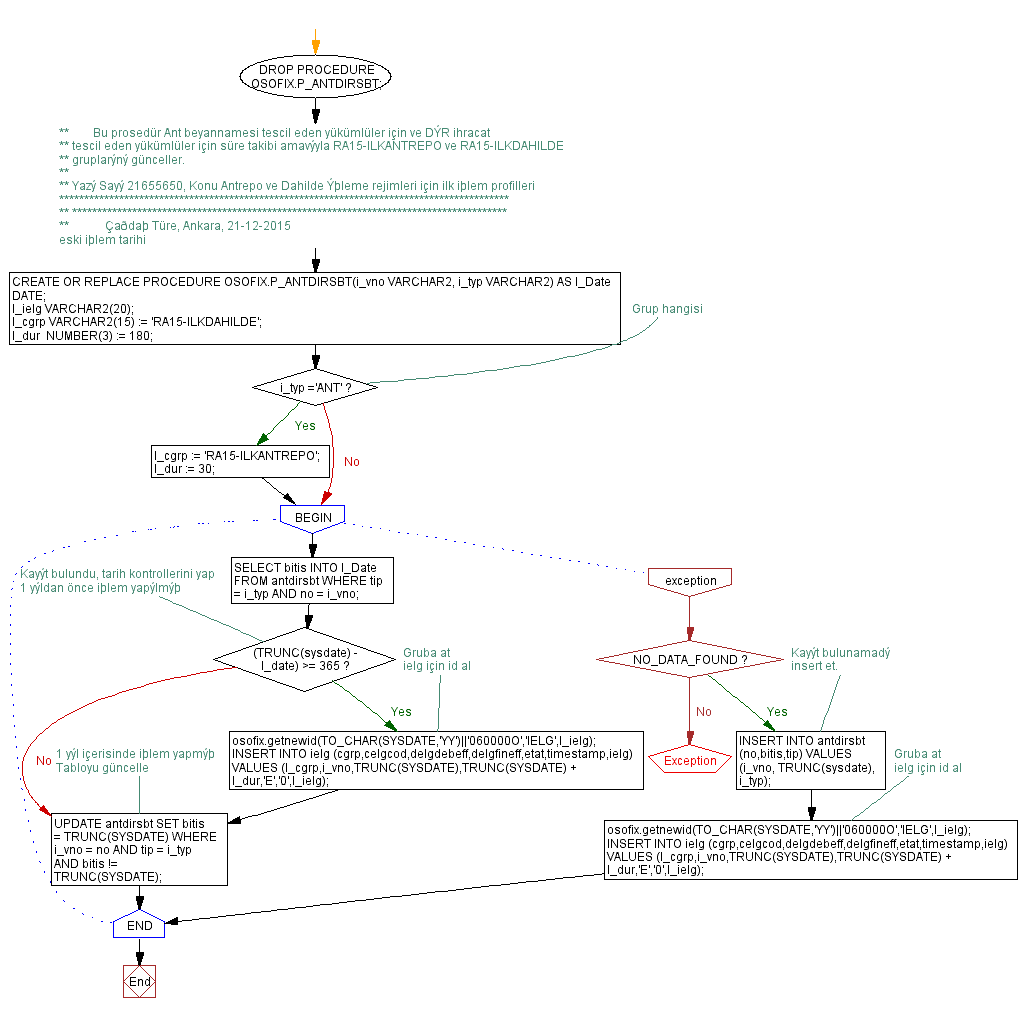 DROP PROCEDURE
OSOFIX.P_ANTDIRSBT;
** Bu prosedür Ant beyannamesi tescil eden yükümlüler için ve DÝR ihracat
** tescil eden yükümlüler için süre takibi amavýyla RA15-ILKANTREPO ve RA15-ILKDAHILDE
** gruplarýný günceller.
**
** Yazý Sayý 21655650, Konu Antrepo ve Dahilde Ýþleme rejimleri için ilk iþlem profilleri
******************************************************************************************
** ***************************************************************************************
** Çaðdaþ Türe, Ankara, 21-12-2015
eski iþlem tarihi
CREATE OR REPLACE PROCEDURE OSOFIX.P_ANTDIRSBT(i_vno VARCHAR2, i_typ VARCHAR2) AS l_Date
DATE;
l_ielg VARCHAR2(20);
l_cgrp VARCHAR2(15) := 'RA15-ILKDAHILDE';
l_dur NUMBER(3) := 180;
Grup hangisi
i_typ ='ANT' ?
Yes
l_cgrp := 'RA15-ILKANTREPO';
l_dur := 30;
No
BEGIN
SELECT bitis INTO l_Date
FROM antdirsbt WHERE tip
= i_typ AND no = i_vno;
Kayýt bulundu, tarih kontrollerini yap
1 yýldan önce iþlem yapýlmýþ
exception
(TRUNC(sysdate) -
l_date) >= 365 ?
Gruba at
ielg için id al
NO_DATA_FOUND ?
Kayýt bulunamadý
insert et.
Yes
No
Yes
osofix.getnewid(TO_CHAR(SYSDATE,'YY')||'060000O','IELG',l_ielg);
INSERT INTO ielg (cgrp,celgcod,delgdebeff,delgfineff,etat,timestamp,ielg)
VALUES (l_cgrp,i_vno,TRUNC(SYSDATE),TRUNC(SYSDATE) +
l_dur,'E','0',l_ielg);
Exception
INSERT INTO antdirsbt
(no,bitis,tip) VALUES
(i_vno, TRUNC(sysdate),
i_typ);
No
1 yýl içerisinde iþlem yapmýþ
Tabloyu güncelle
Gruba at
ielg için id al
UPDATE antdirsbt SET bitis
= TRUNC(SYSDATE) WHERE
i_vno = no AND tip = i_typ
AND bitis !=
TRUNC(SYSDATE);
osofix.getnewid(TO_CHAR(SYSDATE,'YY')||'060000O','IELG',l_ielg);
INSERT INTO ielg (cgrp,celgcod,delgdebeff,delgfineff,etat,timestamp,ielg)
VALUES (l_cgrp,i_vno,TRUNC(SYSDATE),TRUNC(SYSDATE) +
l_dur,'E','0',l_ielg);
END
End